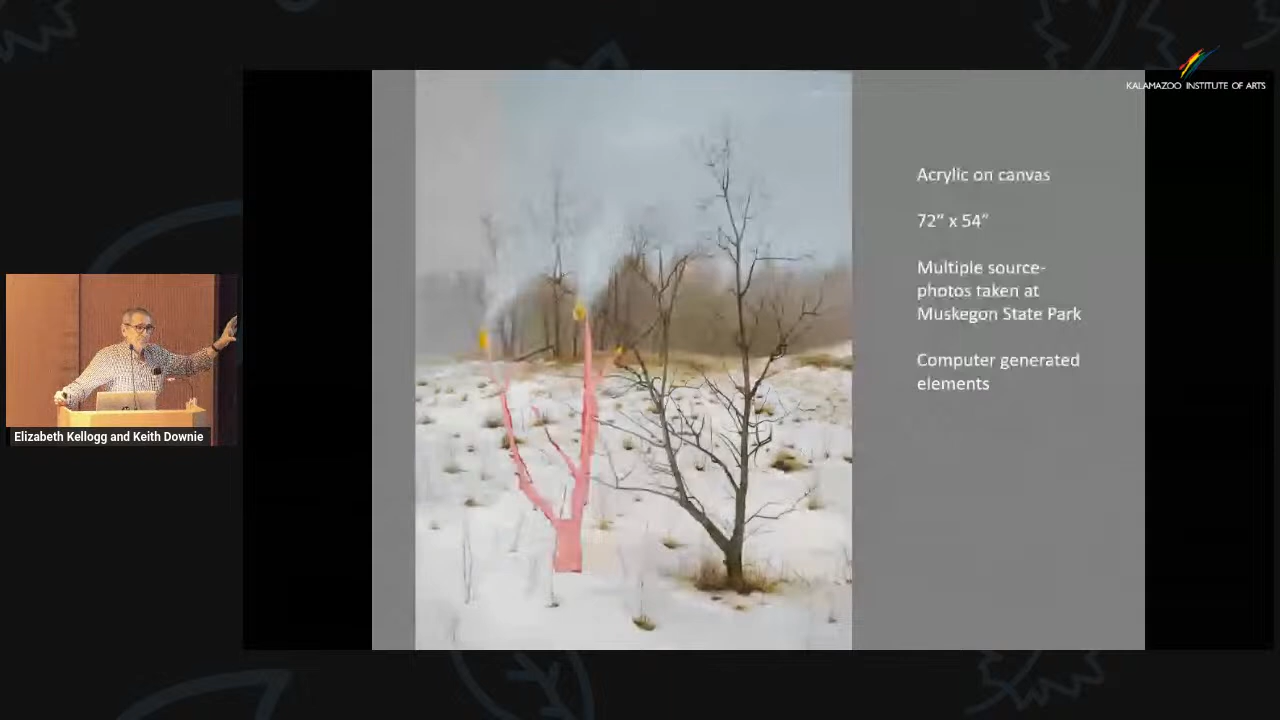 KALAMAZOO INSTITUTE OF ARTS
Acrylic on canvas
72” x 54”
Multiple source-
photos taken at
Muskegon State Park
Computer generated
elements
Elizabeth Kellogg and Keith Downie